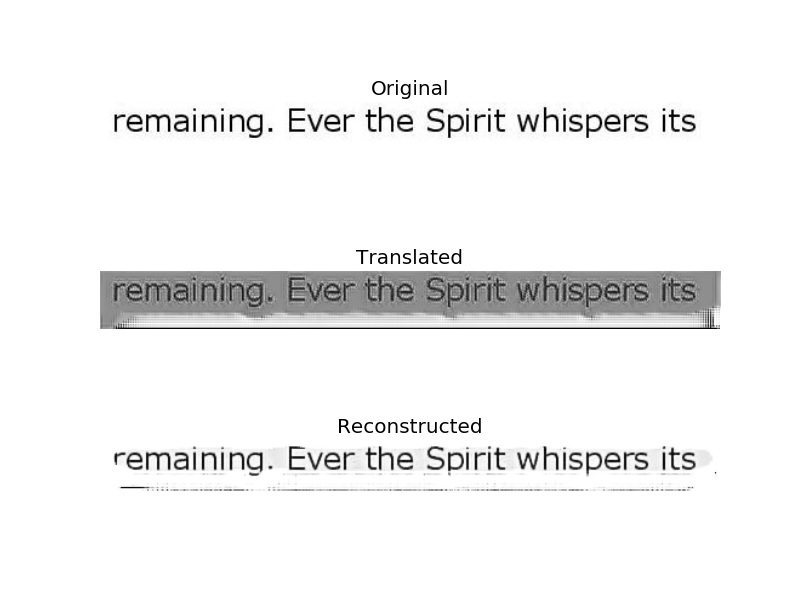 Original
remaining. Ever the Spirit whispers its
Translated
remaining. Ever the Spirit whispers its
Reconstructed
remaining. Ever the Spirit whispers its